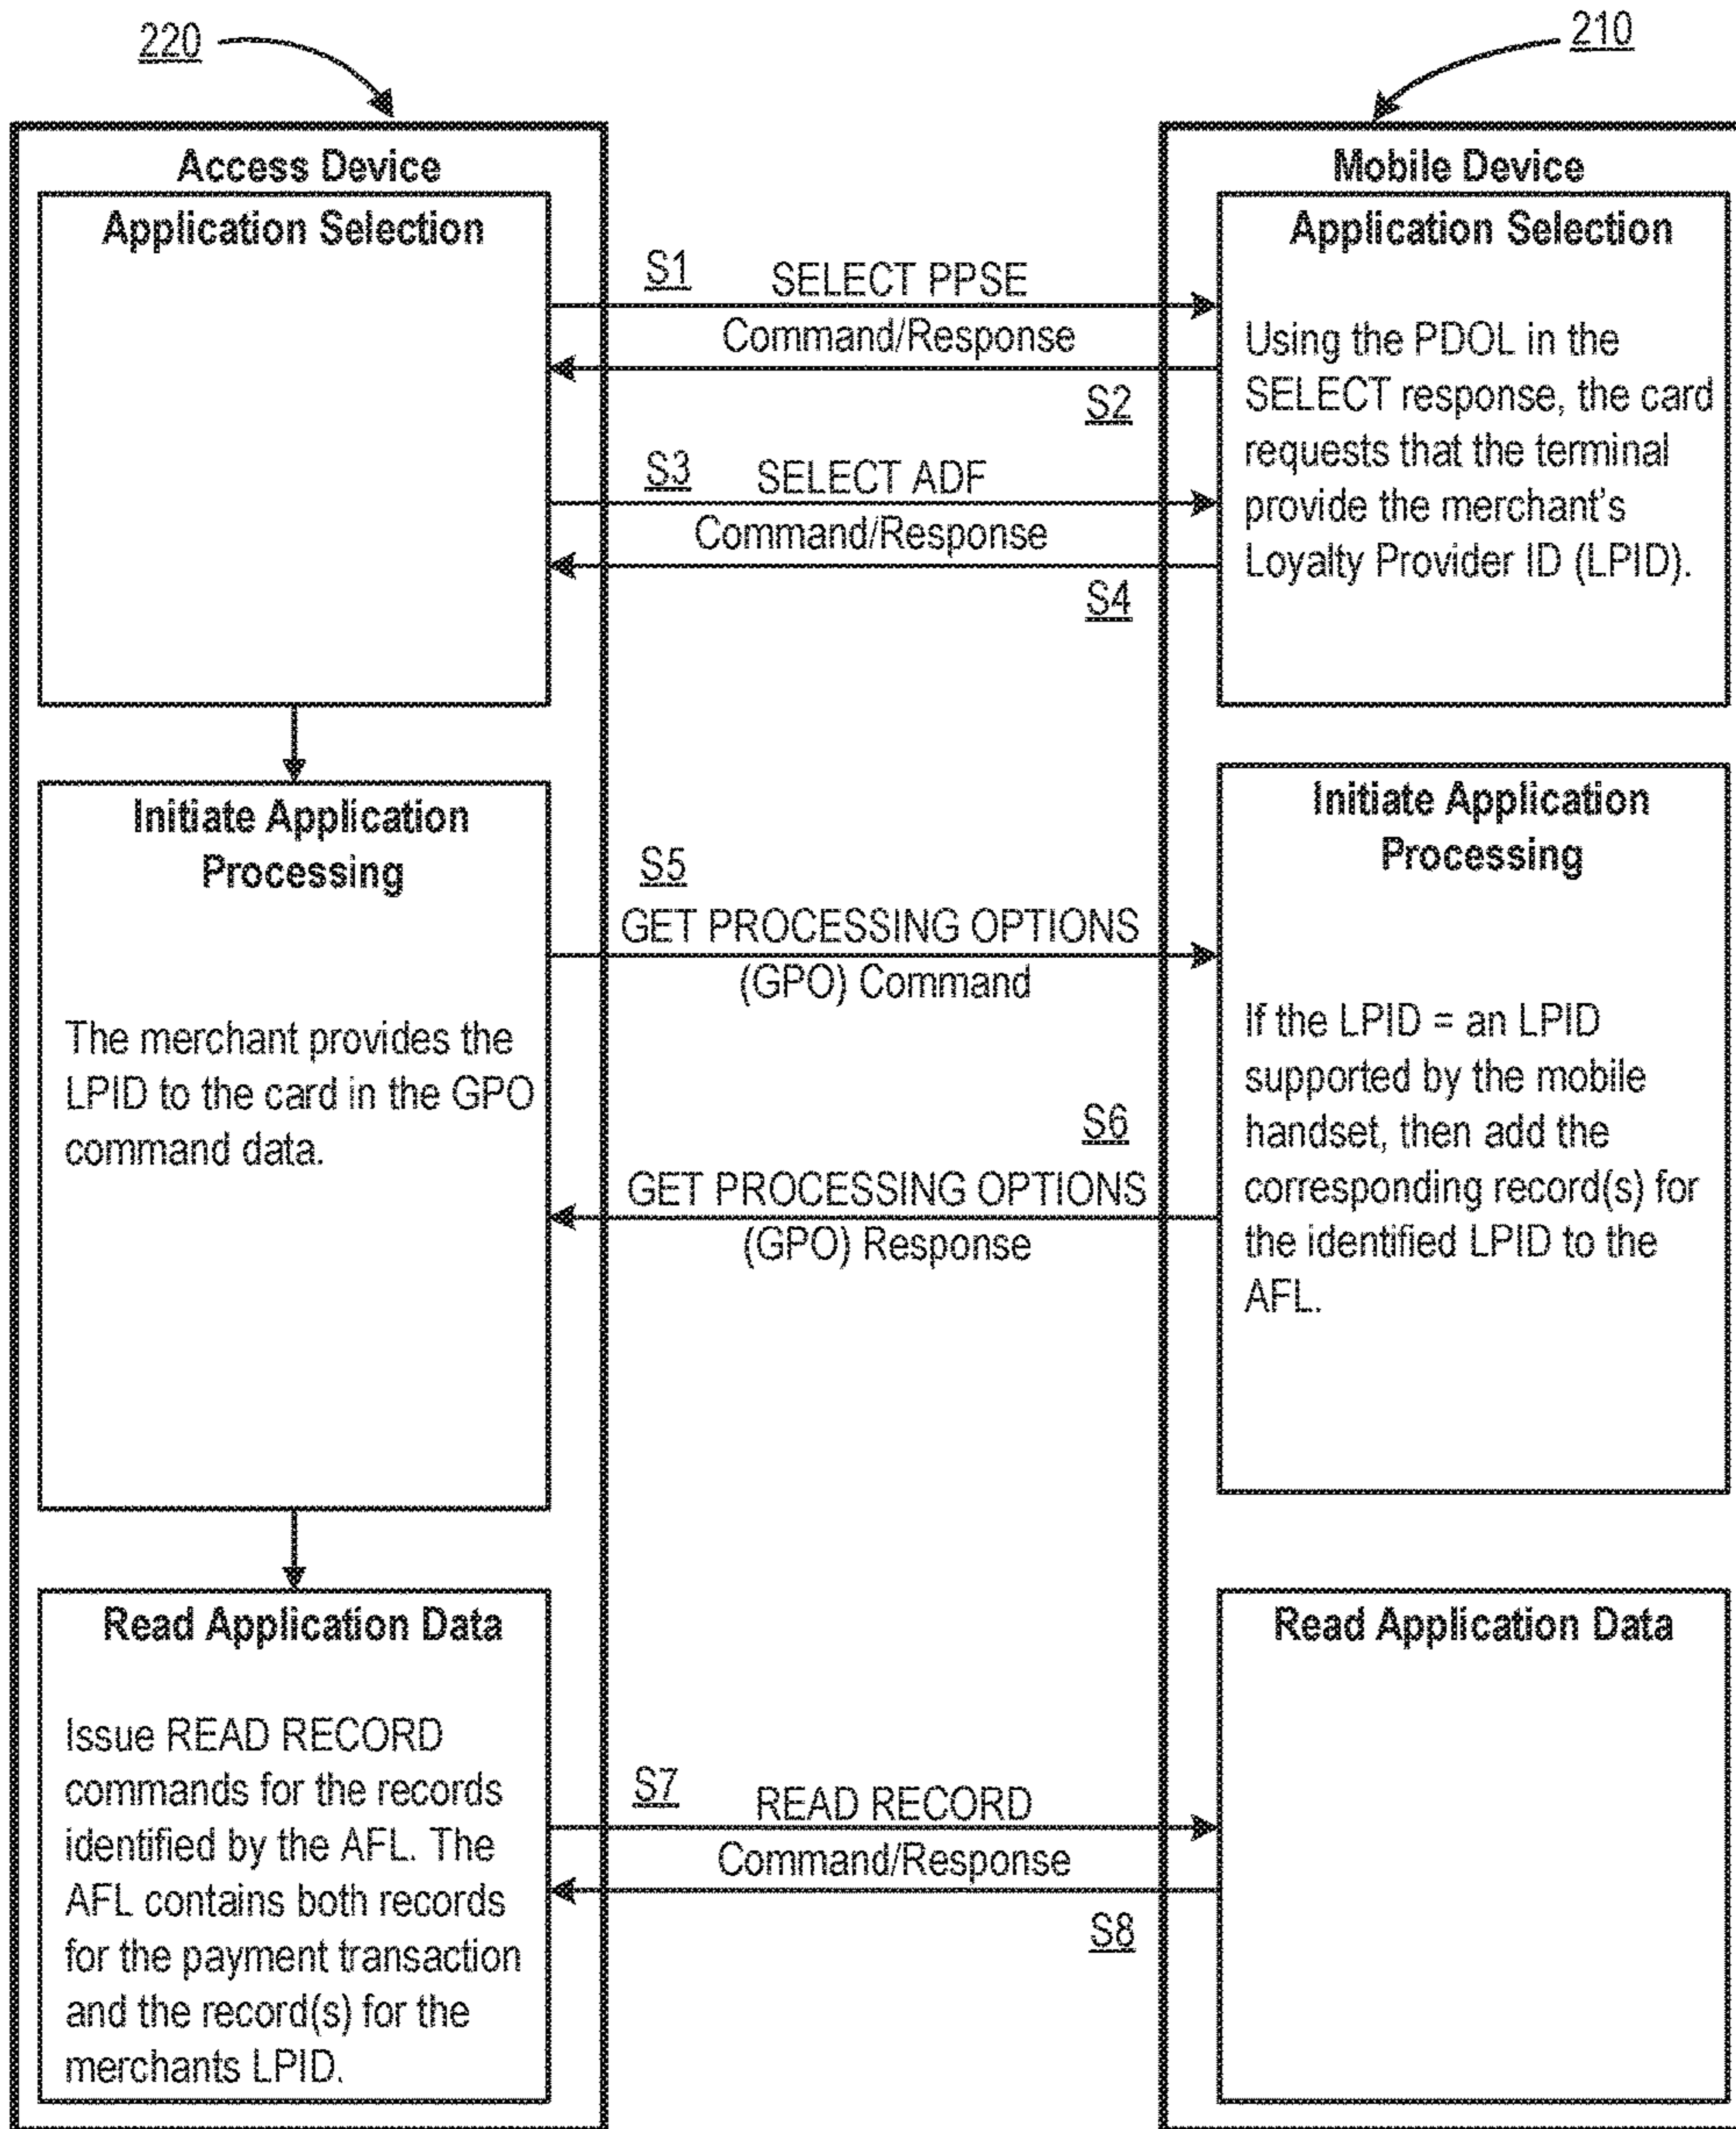 220
210
Access Device
Mobile Device
Application Selection
Application Selection
S1
SELECT PPSE
Command/Response
S2
S3
SELECT ADF
Command/Response
S4
Using the PDOL in the
SELECT response, the card
requests that the terminal
provide the merchant's
Loyalty Provider ID (LPID).
Initiate Application
Processing
The merchant provides the
LPID to the card in the GPO
command data.
S5
GET PROCESSING OPTIONS
(GPO) Command
S6
GET PROCESSING OPTIONS
(GPO) Response
Initiate Application
Processing
If the LPID = an LPID
supported by the mobile
handset, then add the
corresponding record(s) for
the identified LPID to the
AFL.
Read Application Data
Issue READ RECORD
commands for the records
identified by the AFL. The
AFL contains both records
for the payment transaction
and the record(s) for the
merchants LPID.
S7
READ RECORD
Command/Response
S8
Read Application Data